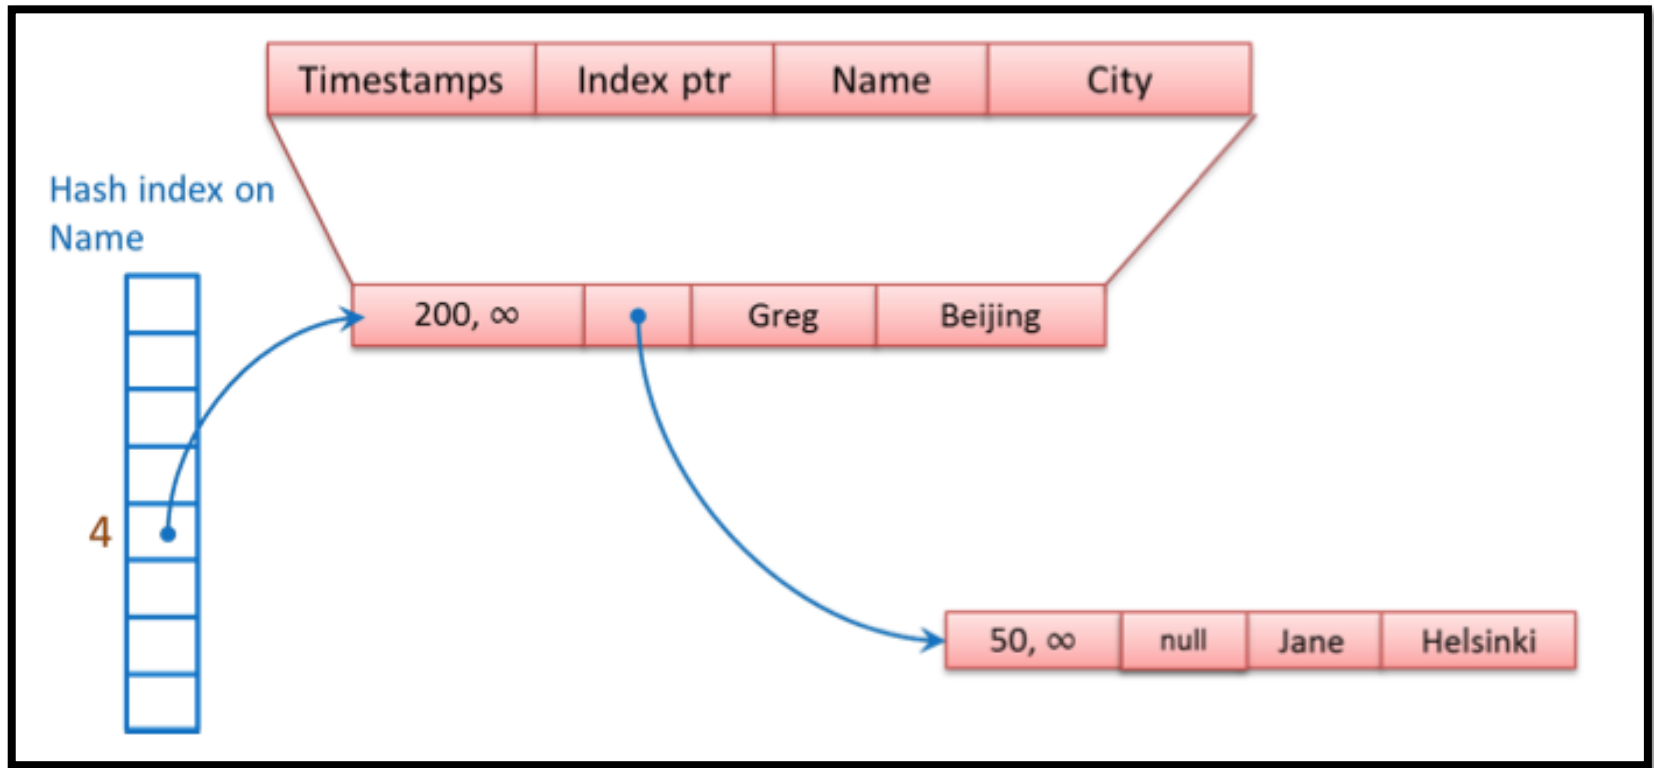 Timestamps Index ptr Name City
Hash index on
Name
200, ∞ Greg Beijing
4
50, ∞ null Jane Helsinki